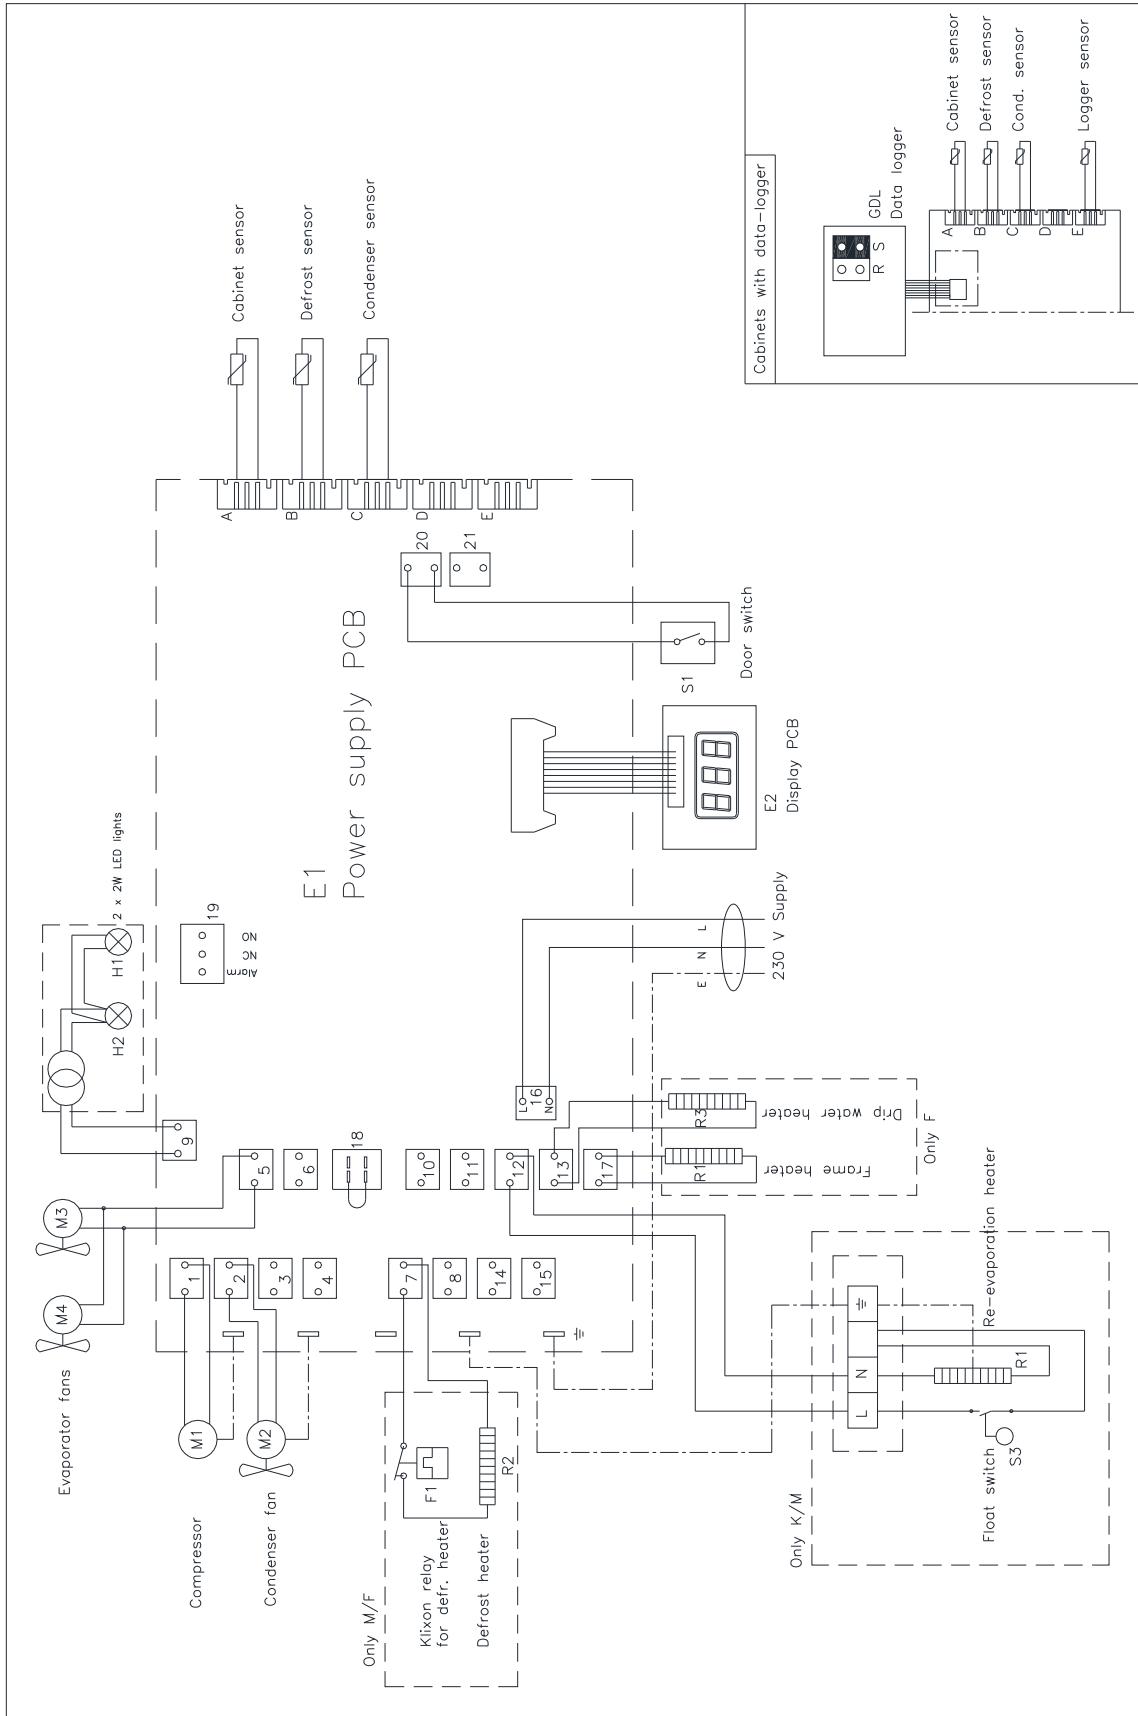 Cabinets with data-logger
GDL
Data logger
R S
A
B
C
D
E
Cabinet sensor
Defrost sensor
Cond. sensor
Logger sensor
Cabinet sensor
Defrost sensor
Condenser sensor
A
B
C
D
E
20
21
S1
Door switch
E1
Power supply PCB
E2
Display PCB
2 x 2W LED lights
H1
H2
19
NO
NC
Alarm
L N E
230 V Supply
L
16
N
9
5
6
18
10
11
12
13
17
M3
M4
Evaporator fans
1
2
3
4
7
8
14
15
M1
Compressor
M2
Condenser fan
R3
Drip water heater
R1
Frame heater
Only F
Only M/F
F1
Klixon relay
for defr. heater
R2
Defrost heater
Only K/M
L
N
Re-evaporation heater
R1
Float switch
S3